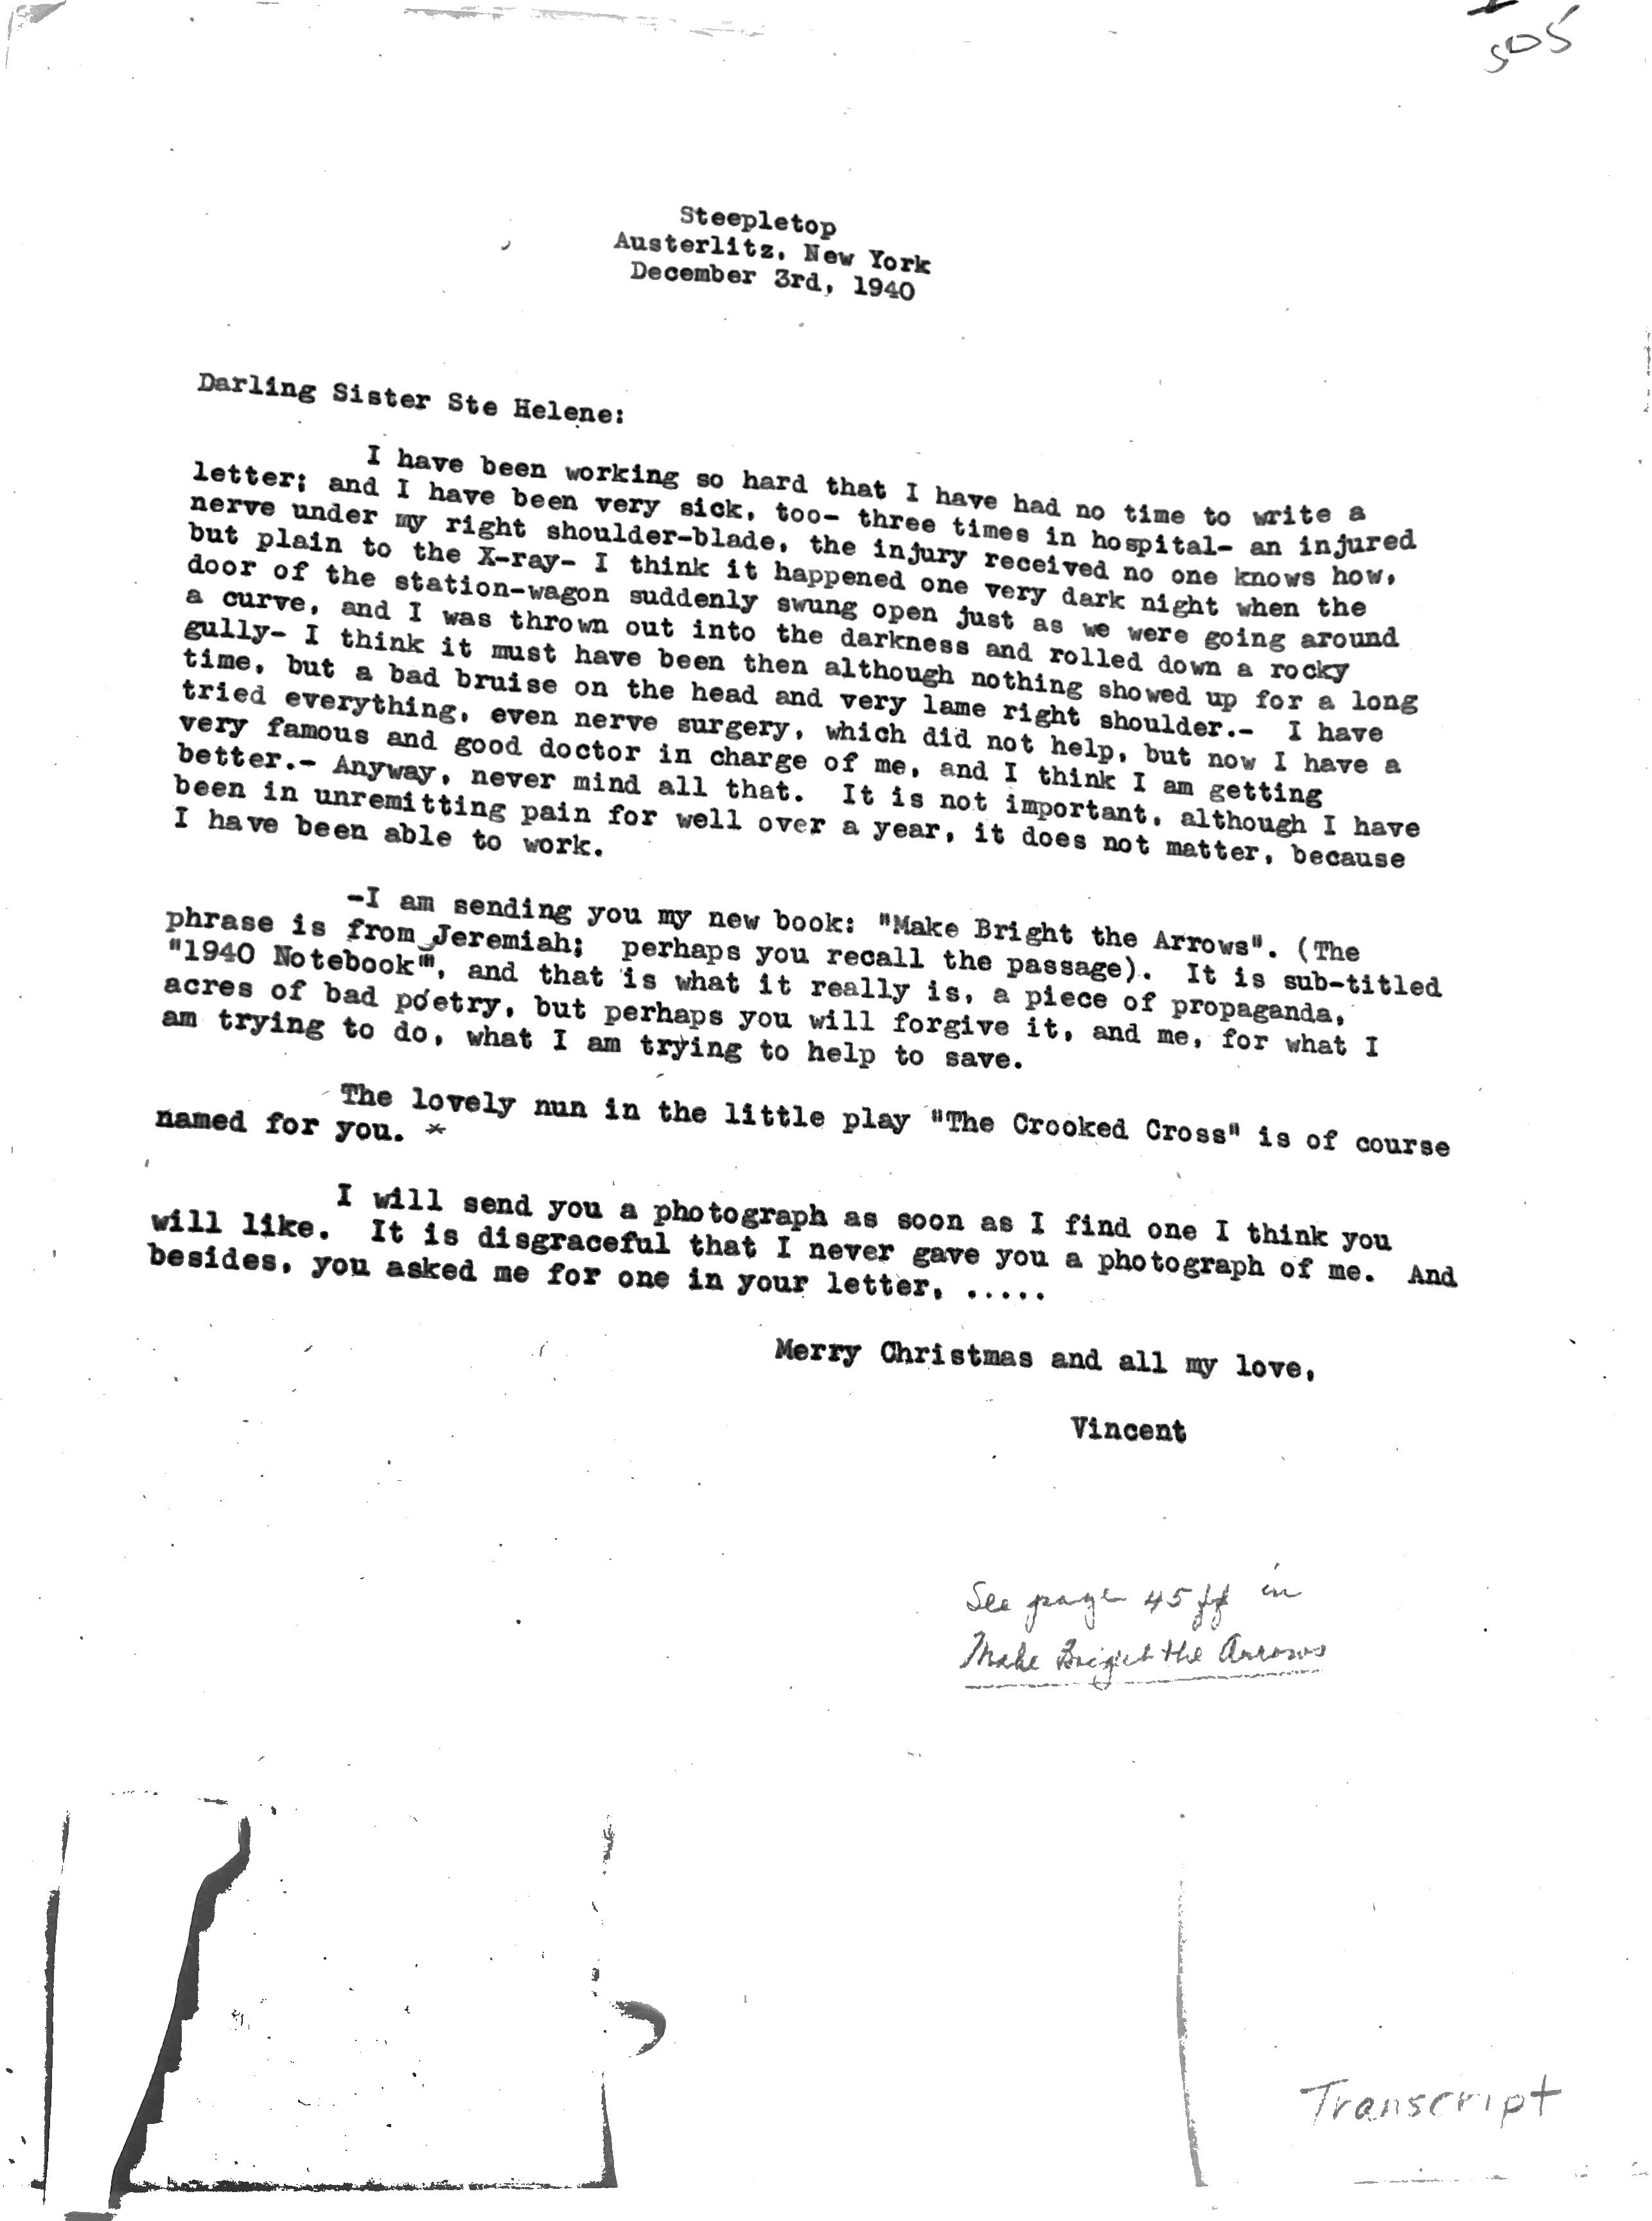 505
Steepletop
Austerlitz, New York
December 3rd, 1940
Darling Sister Ste Helene:
I have been working so hard that I have had no time to write a
letter; and I have been very sick, too- three times in hospital- an injured
nerve under my right shoulder-blade, the injury received no one knows how,
but plain to the X-ray- I think it happened one very dark night when the
door of the station-wagon suddenly swung open just as we were going around
a curve, and I was thrown out into the darkness and rolled down a rocky
gully- I think it must have been then although nothing showed up for a long
time, but a bad bruise on the head and very lame right shoulder.- I have
tried everything, even nerve surgery, which did not help, but now I have a
very famous and good doctor in charge of me, and I think I am getting
better.- Anyway, never mind all that. It is not important, although I have
been in unremitting pain for well over a year, it does not matter, because
I have been able to work.
-I am sending you my new book: "Make Bright the Arrows". (The
phrase is from Jeremiah; perhaps you recall the passage). It is sub-titled
"1940 Notebook"", and that is what it really is, a piece of propaganda,
acres of bad poetry, but perhaps you will forgive it, and me, for what I
am trying to do, what I am trying to help to save.
The lovely nun in the little play "The Crooked Cross" is of course
named for you. *
I will send you a photograph as soon as I find one I think you
will like. It is disgraceful that I never gave you a photograph of me. And
besides, you asked me for one in your letter, .....
Merry Christmas and all my love,
Vincent
See page 45 ff in
Make Bright the Arrows
Transcript